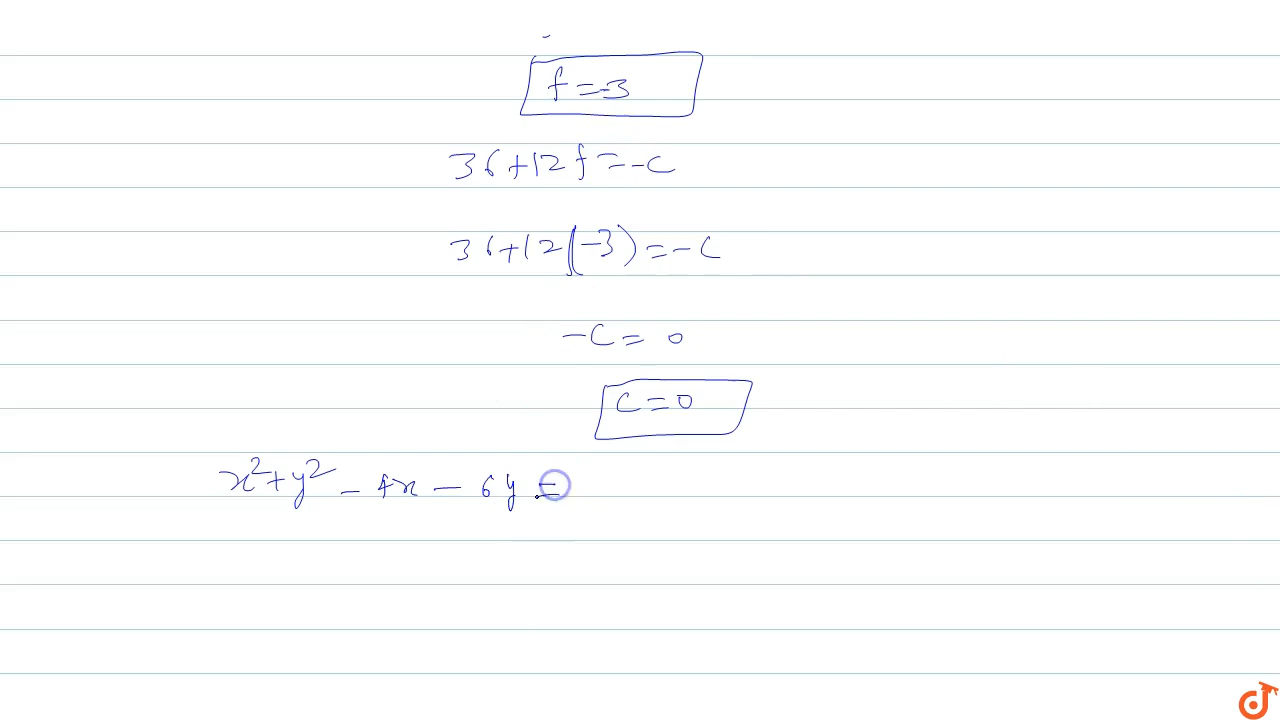 f = -3
36 + 12f = -c
36 + 12(-3) = -c
-c = 0
c = 0
x² + y² - 4x - 6y =